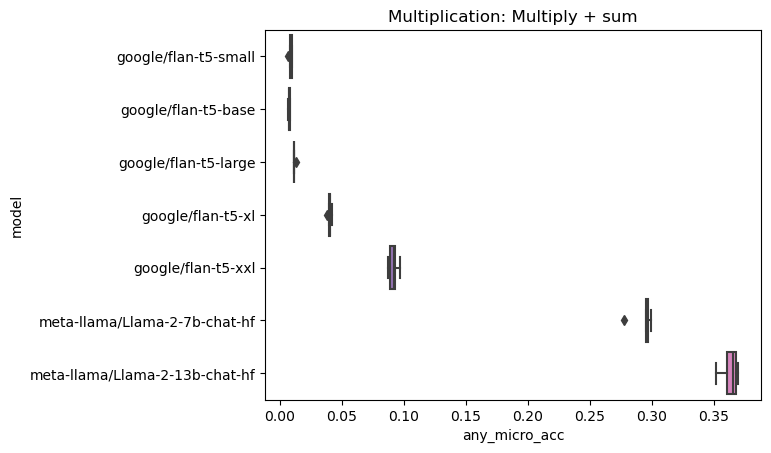 Multiplication: Multiply + sum
google/flan-t5-small
google/flan-t5-base
google/flan-t5-large
google/flan-t5-xl
google/flan-t5-xxl
meta-llama/Llama-2-7b-chat-hf
meta-llama/Llama-2-13b-chat-hf
model
0.00 0.05 0.10 0.15 0.20 0.25 0.30 0.35
any_micro_acc